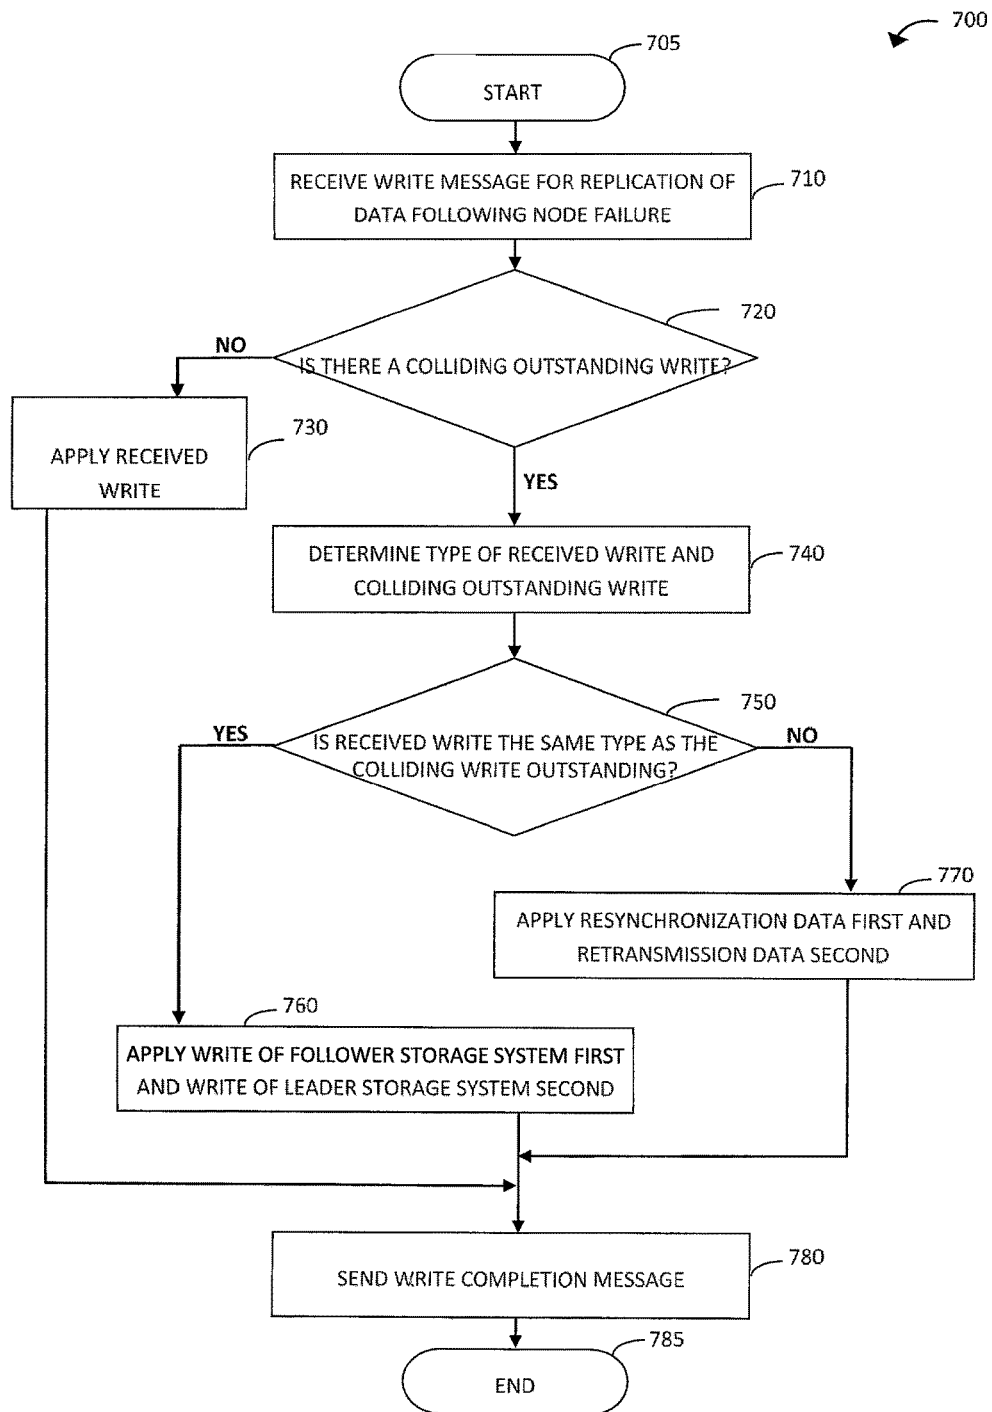 700
705
START
RECEIVE WRITE MESSAGE FOR REPLICATION OF
DATA FOLLOWING NODE FAILURE
710
720
IS THERE A COLLIDING OUTSTANDING WRITE?
NO
730
APPLY RECEIVED
WRITE
YES
DETERMINE TYPE OF RECEIVED WRITE AND
COLLIDING OUTSTANDING WRITE
740
750
YES
IS RECEIVED WRITE THE SAME TYPE AS THE
COLLIDING WRITE OUTSTANDING?
NO
770
APPLY RESYNCHRONIZATION DATA FIRST AND
RETRANSMISSION DATA SECOND
760
APPLY WRITE OF FOLLOWER STORAGE SYSTEM FIRST
AND WRITE OF LEADER STORAGE SYSTEM SECOND
780
SEND WRITE COMPLETION MESSAGE
785
END